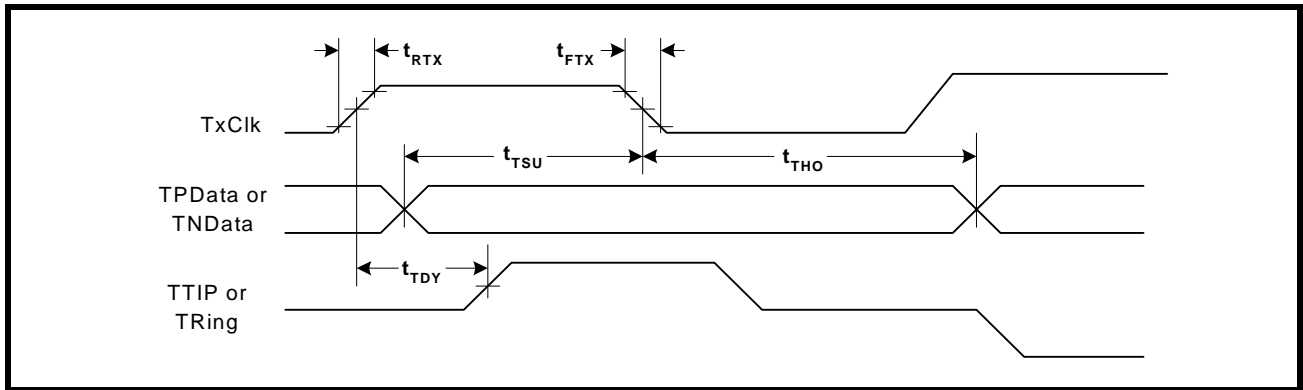 tRTX
tFTX
TxClk
tTSU
tTHO
TPData or
TNData
tTDY
TTIP or
TRing